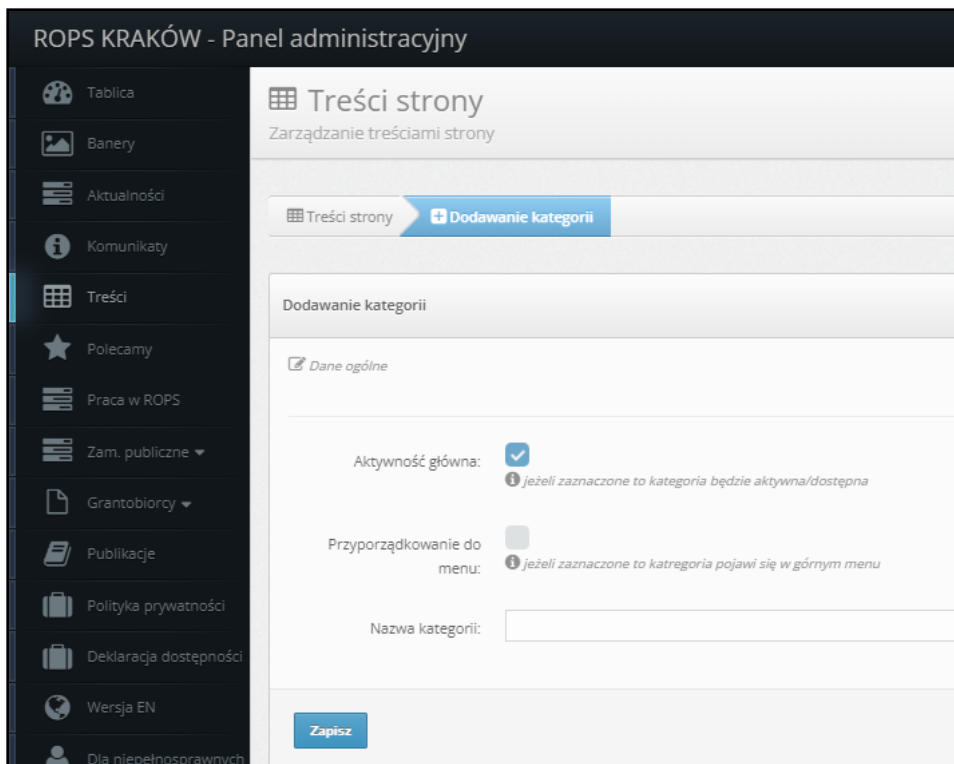 ROPS KRAKÓW - Panel administracyjny
Tablica
Banery
Aktualności
Komunikaty
Treści
Polecamy
Praca w ROPS
Zam. publiczne
Grantobiorcy
Publikacje
Polityka prywatności
Deklaracja dostępności
Wersja EN
Dla niepełnosprawnych
Treści strony
Zarządzanie treściami strony
Treści strony
Dodawanie kategorii
Dodawanie kategorii
Dane ogólne
Aktywność główna:
jeżeli zaznaczone to kategoria będzie aktywna/dostępna
Przyporządkowanie do
menu:
jeżeli zaznaczone to katregoria pojawi się w górnym menu
Nazwa kategorii:
Zapisz